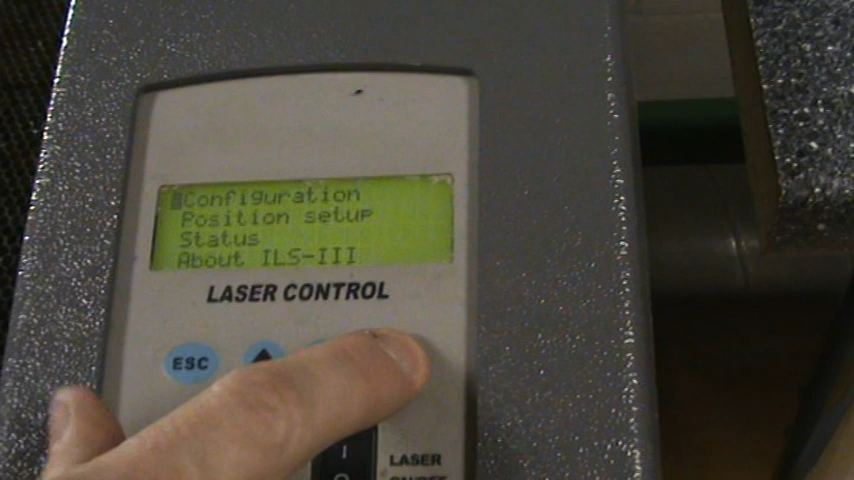 Configuration
Position setup
Status
About ILS-III
LASER CONTROL
ESC
LASER